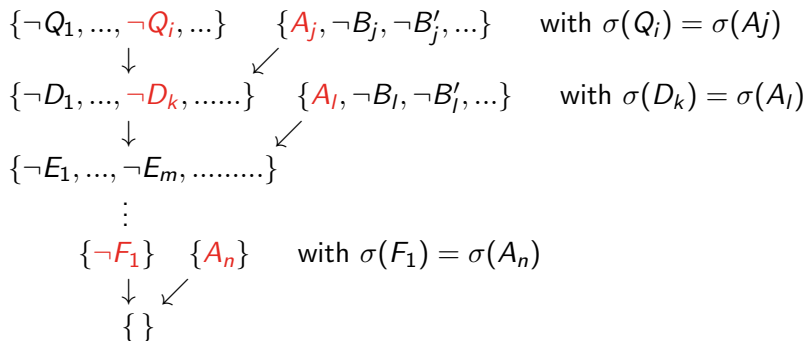 {¬Q₁, ..., ¬Qᵢ, ...} {Aⱼ, ¬Bⱼ, ¬B′ⱼ, ...} with σ(Qᵢ) = σ(Aj)
↓ ↙
{¬D₁, ..., ¬Dₖ, ......} {Aₗ, ¬Bₗ, ¬B′ₗ, ...} with σ(Dₖ) = σ(Aₗ)
↓ ↙
{¬E₁, ..., ¬Eₘ, .........}
⋮
{¬F₁} {Aₙ} with σ(F₁) = σ(Aₙ)
↓ ↙
{ }